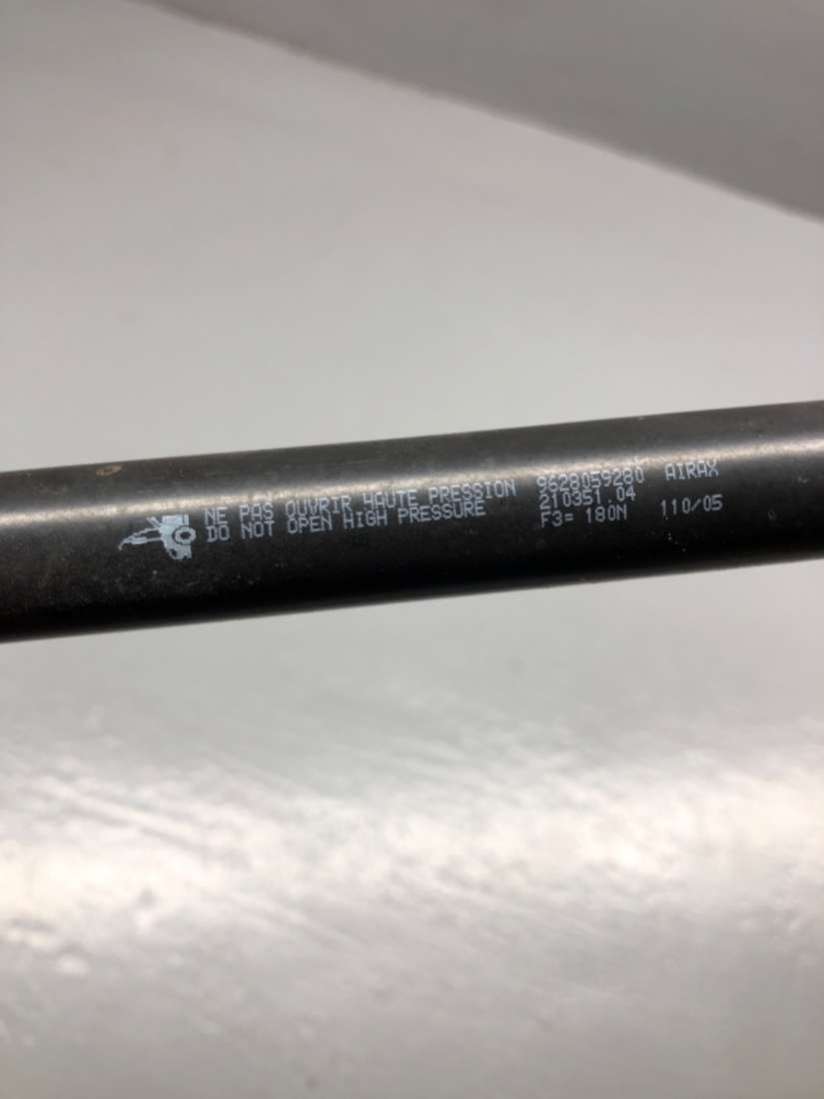 NE PAS OUVRIR HAUTE PRESSION 9628059280 AIRAX
DO NOT OPEN HIGH PRESSURE 210351.04
F3= 180N 110/05